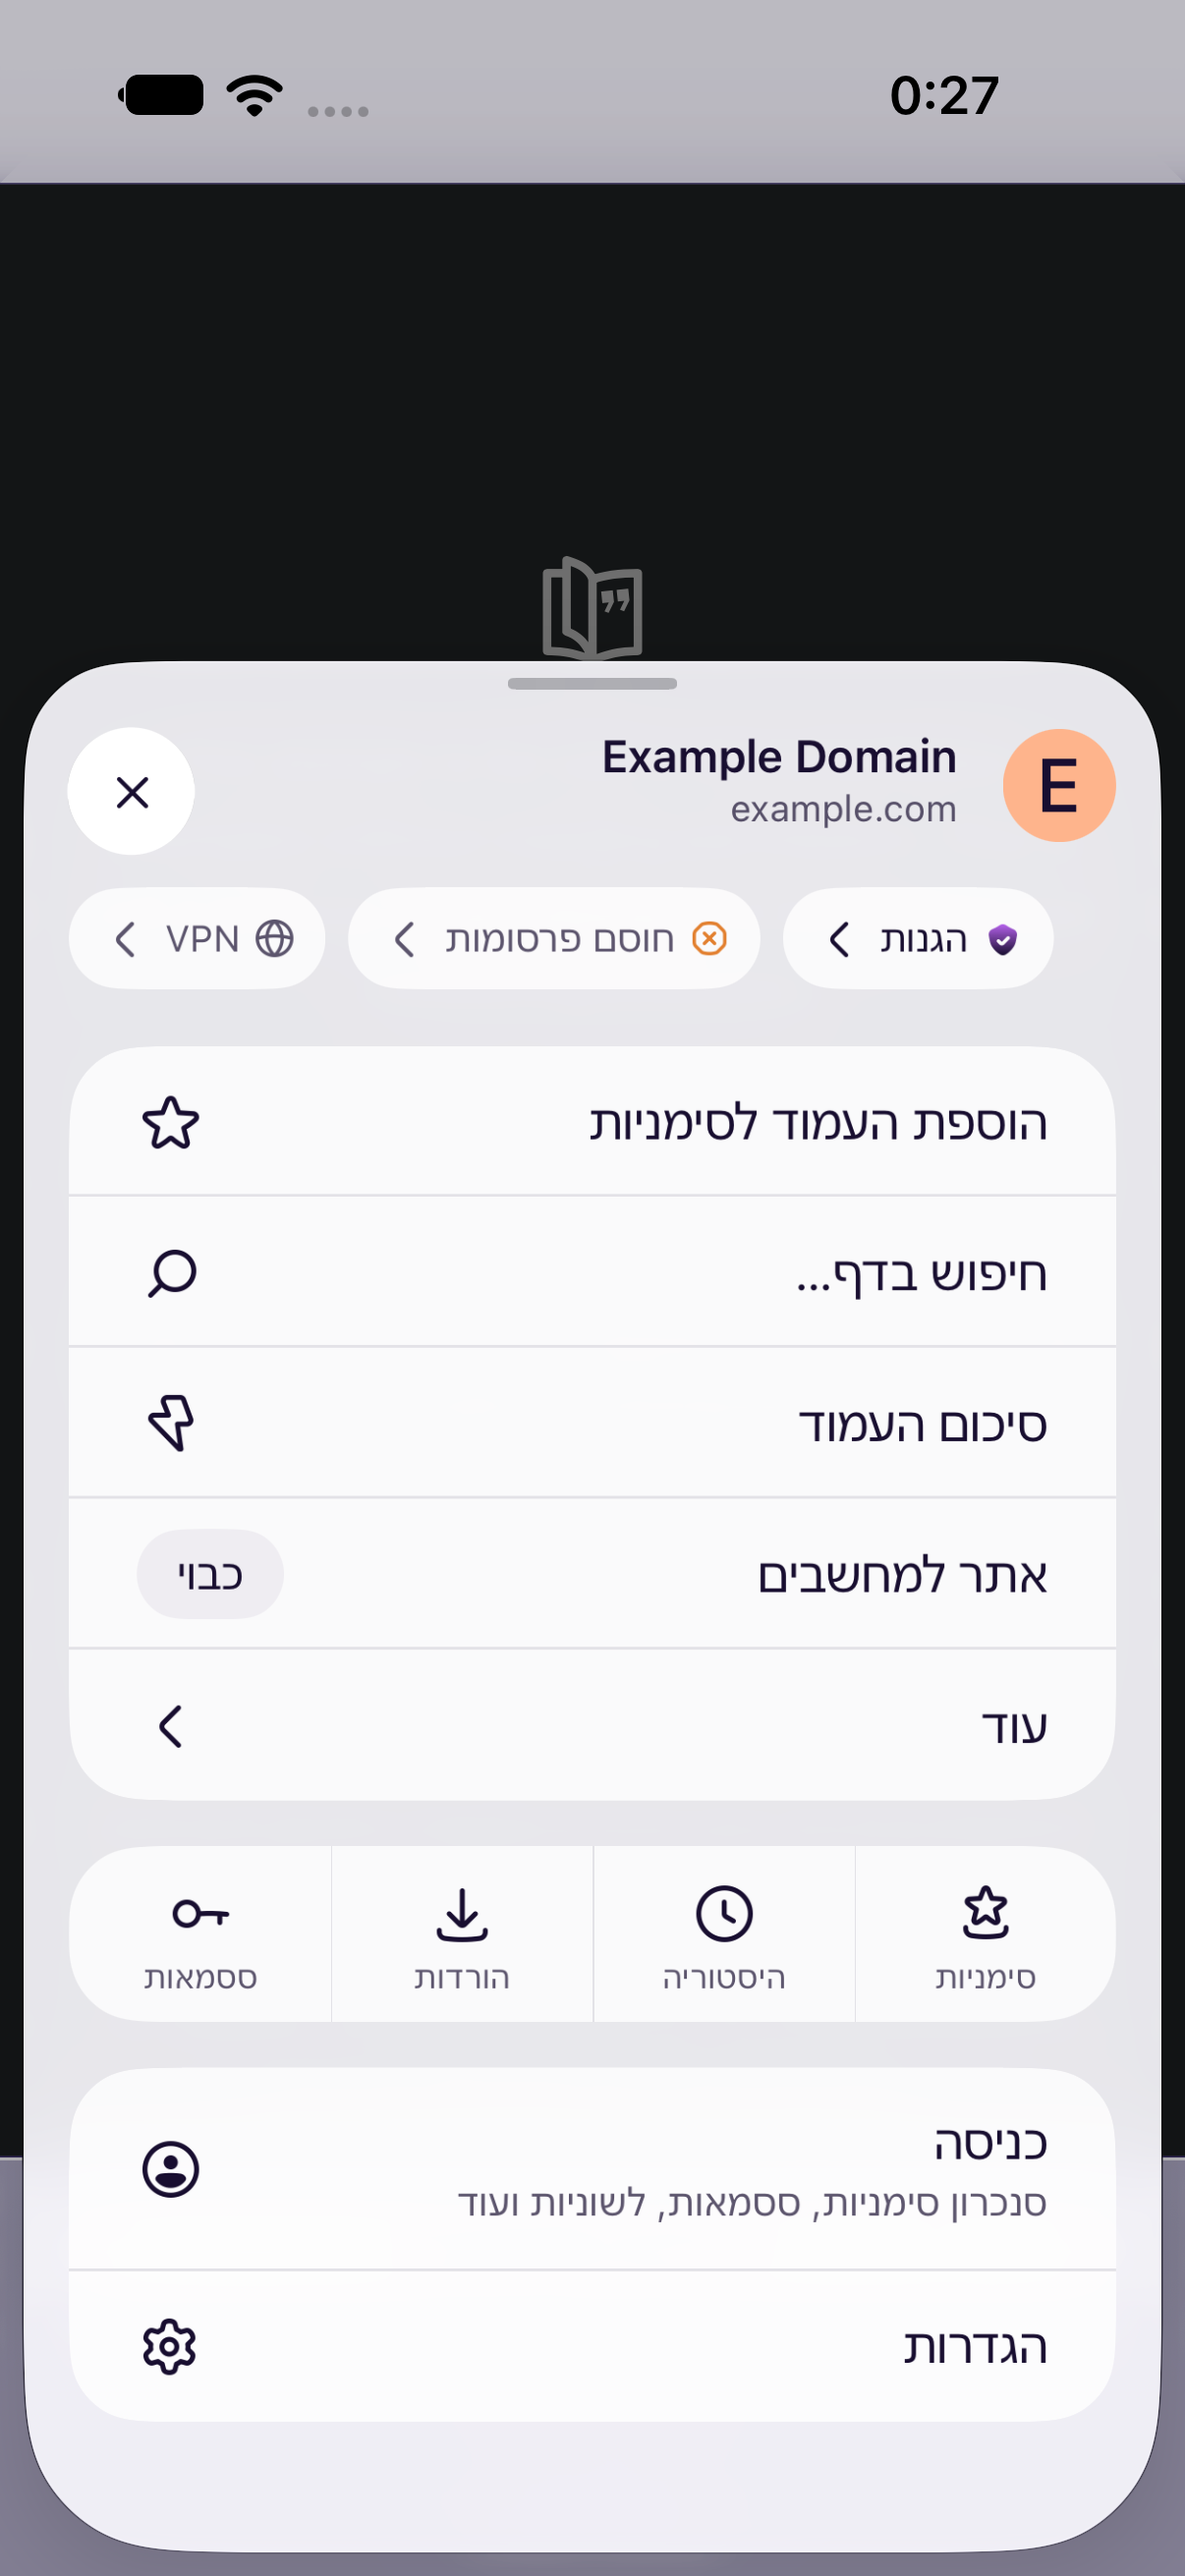 0:27
E
Example Domain
example.com
הגנות
חוסם פרסומות
VPN
הוספת העמוד לסימניות
חיפוש בדף...
סיכום העמוד
אתר למחשבים
כבוי
עוד
סימניות
היסטוריה
הורדות
ססמאות
כניסה
סנכרון סימניות, ססמאות, לשוניות ועוד
הגדרות